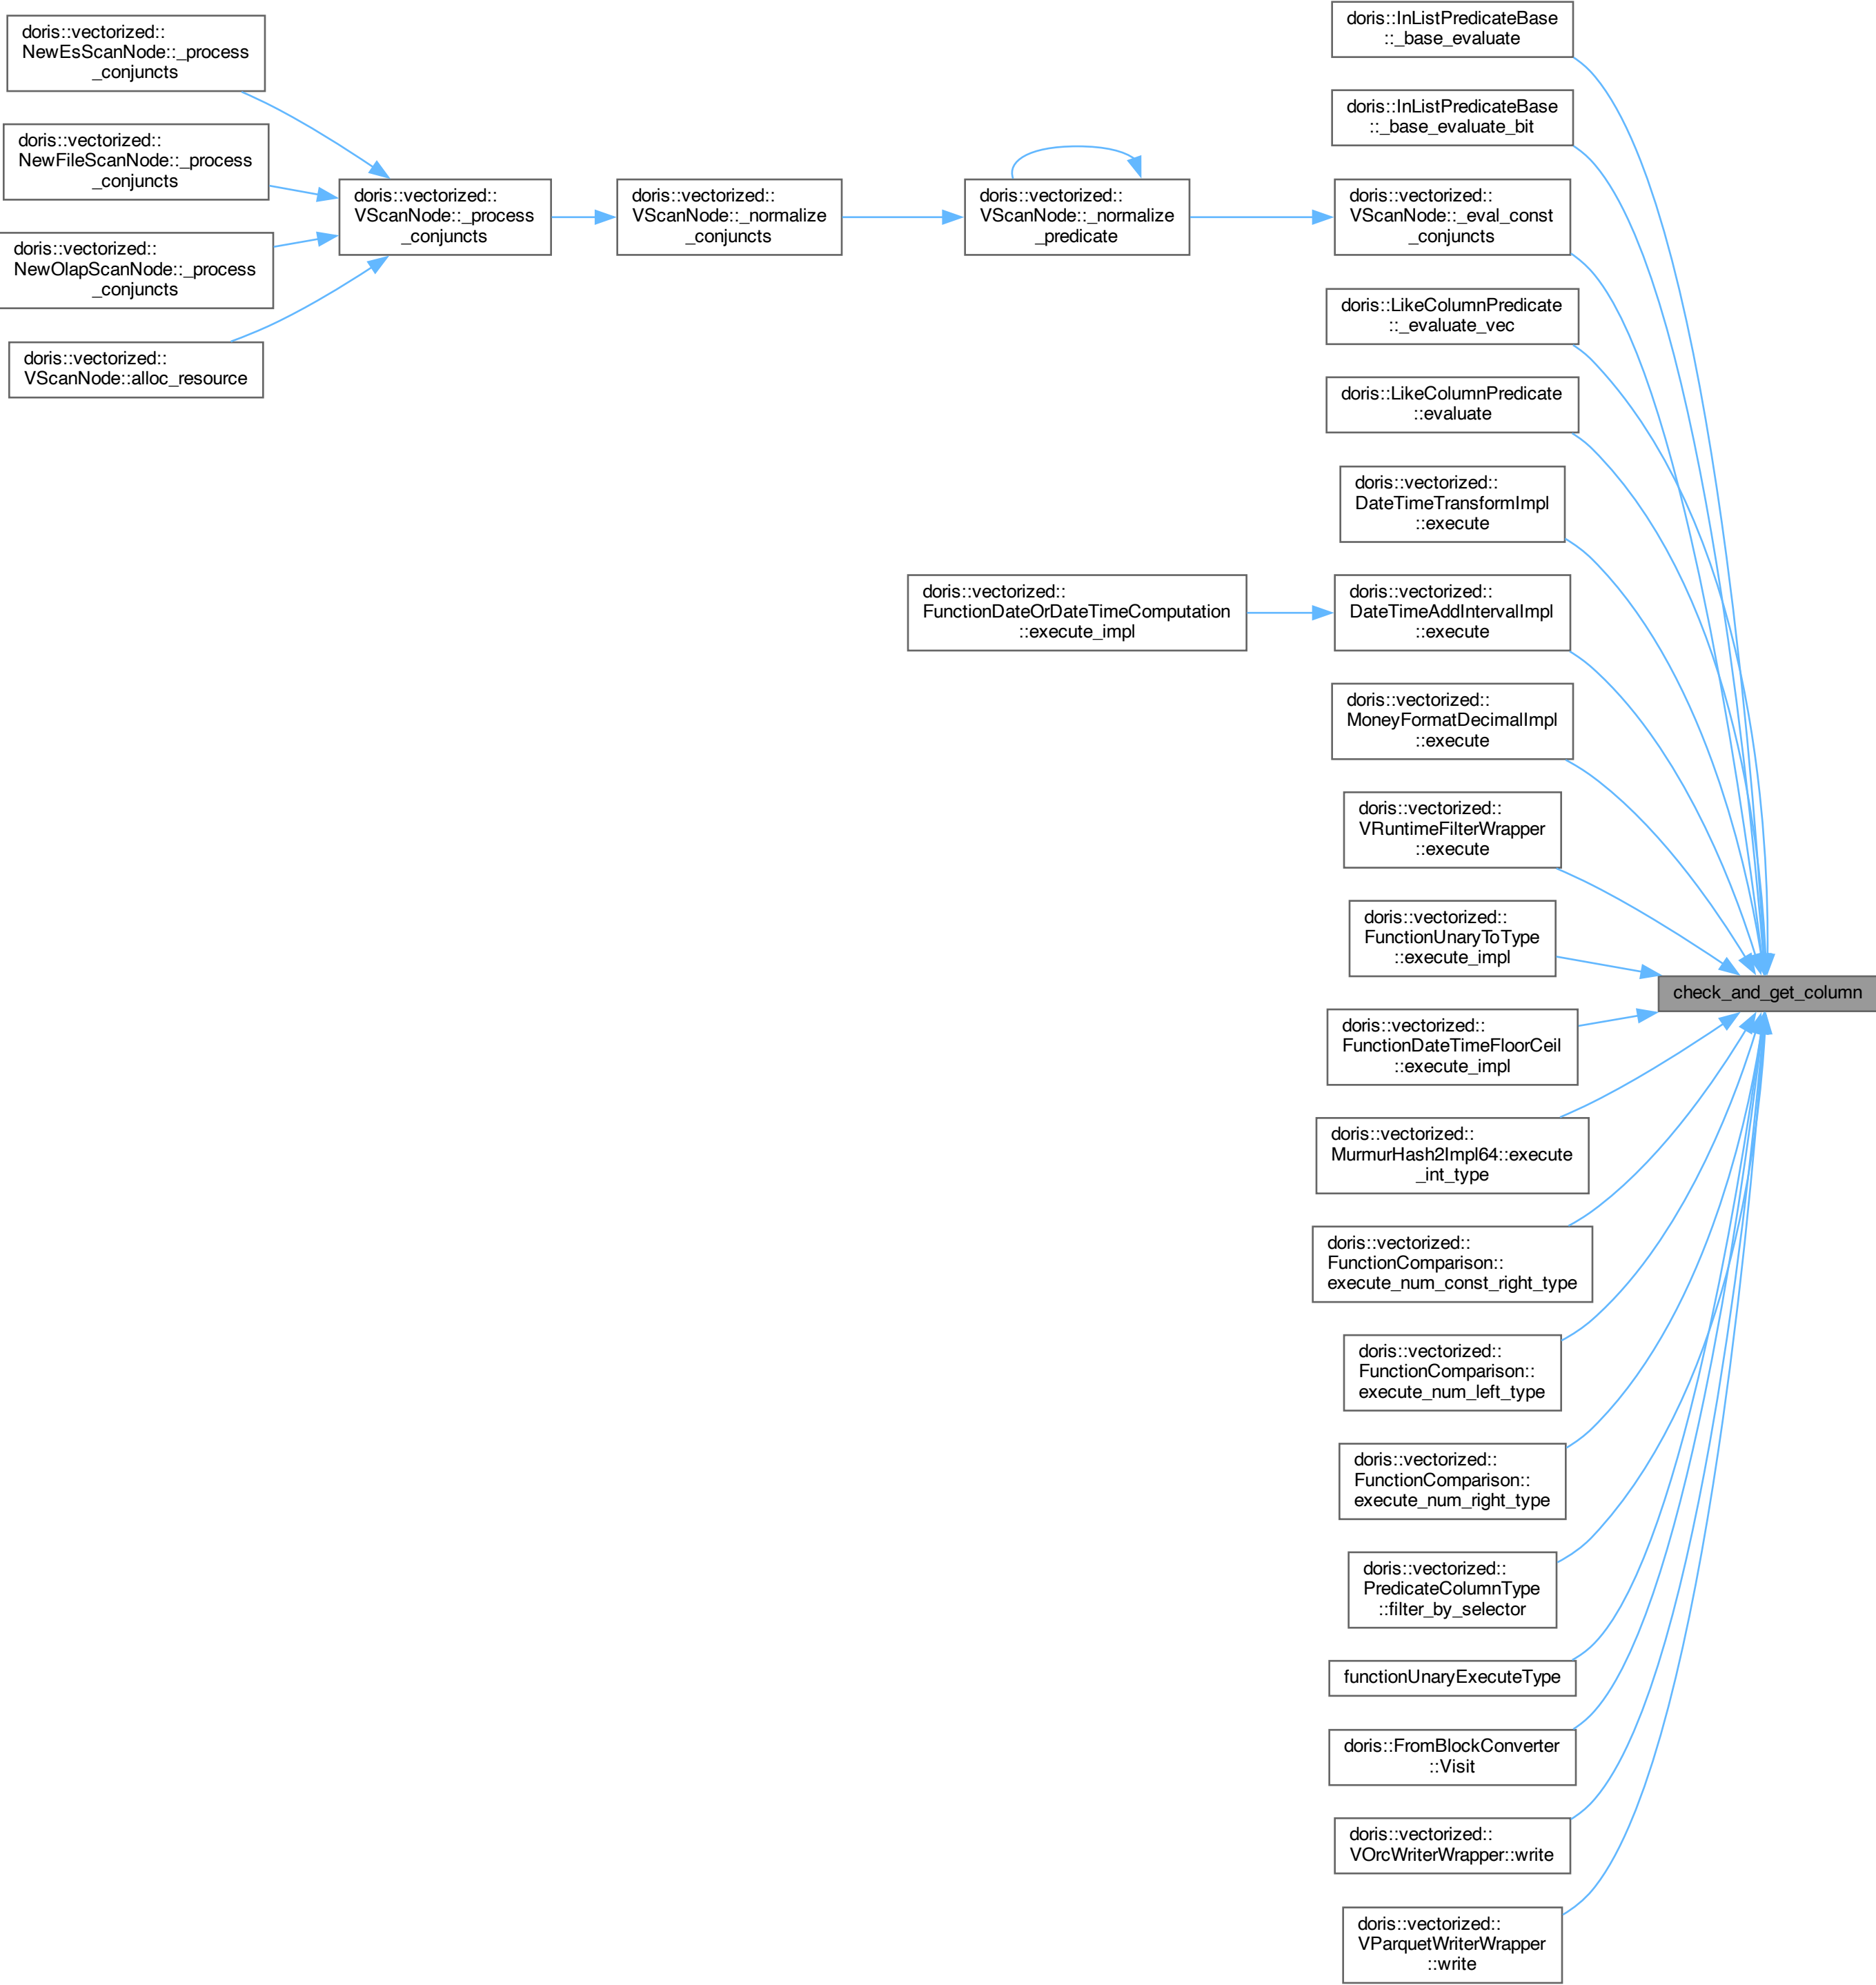 doris::vectorized::
NewEsScanNode::_process
_conjuncts
doris::vectorized::
NewFileScanNode::_process
_conjuncts
doris::vectorized::
NewOlapScanNode::_process
_conjuncts
doris::vectorized::
VScanNode::alloc_resource
doris::vectorized::
VScanNode::_process
_conjuncts
doris::vectorized::
VScanNode::_normalize
_conjuncts
doris::vectorized::
VScanNode::_normalize
_predicate
doris::vectorized::
FunctionDateOrDateTimeComputation
::execute_impl
doris::InListPredicateBase
::_base_evaluate
doris::InListPredicateBase
::_base_evaluate_bit
doris::vectorized::
VScanNode::_eval_const
_conjuncts
doris::LikeColumnPredicate
::_evaluate_vec
doris::LikeColumnPredicate
::evaluate
doris::vectorized::
DateTimeTransformImpl
::execute
doris::vectorized::
DateTimeAddIntervalImpl
::execute
doris::vectorized::
MoneyFormatDecimalImpl
::execute
doris::vectorized::
VRuntimeFilterWrapper
::execute
doris::vectorized::
FunctionUnaryToType
::execute_impl
doris::vectorized::
FunctionDateTimeFloorCeil
::execute_impl
doris::vectorized::
MurmurHash2Impl64::execute
_int_type
doris::vectorized::
FunctionComparison::
execute_num_const_right_type
doris::vectorized::
FunctionComparison::
execute_num_left_type
doris::vectorized::
FunctionComparison::
execute_num_right_type
doris::vectorized::
PredicateColumnType
::filter_by_selector
functionUnaryExecuteType
doris::FromBlockConverter
::Visit
doris::vectorized::
VOrcWriterWrapper::write
doris::vectorized::
VParquetWriterWrapper
::write
check_and_get_column